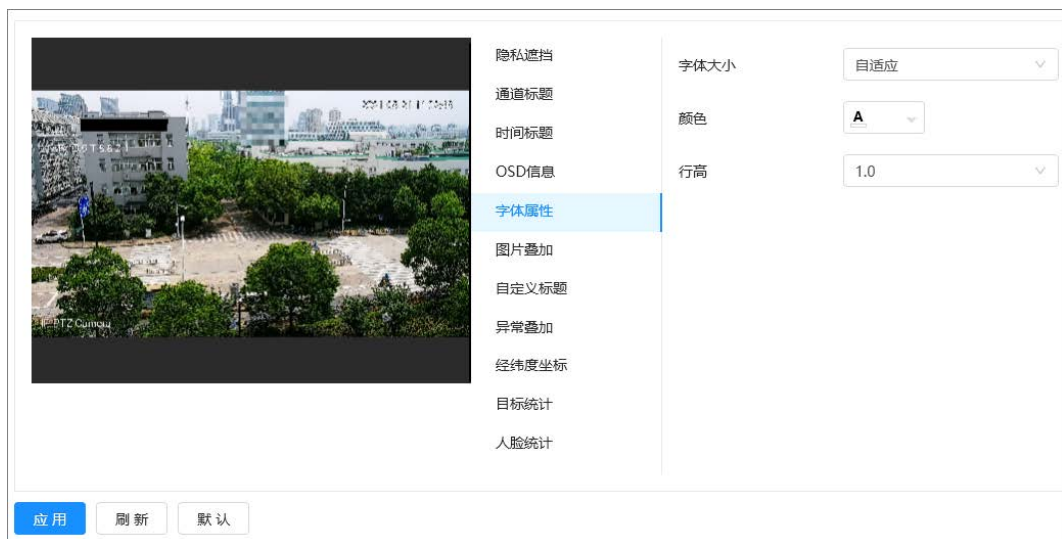 隐私遮挡
通道标题
时间标题
OSD信息
字体属性
图片叠加
自定义标题
异常叠加
经纬度坐标
目标统计
人脸统计
字体大小
自适应
颜色
A
行高
1.0
IP PTZ Camera
应用
刷新
默认